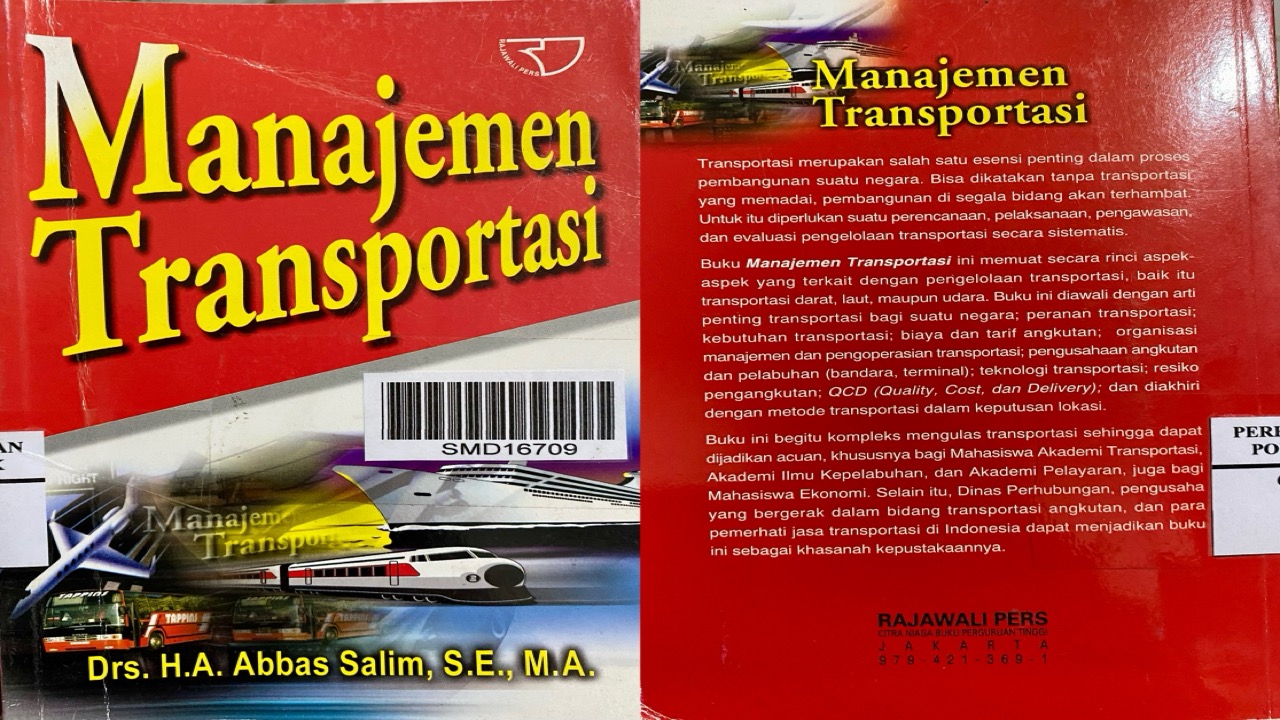 RAJAWALI PERS
Manajemen
Transportasi
SMD16709
AN
K
RIGHT
Manajem
Transpor
TAPPINI
TAPPINI
Drs. H.A. Abbas Salim, S.E., M.A.
Manajemen
Transportasi
Manajemen
Transportasi merupakan salah satu esensi penting dalam proses
pembangunan suatu negara. Bisa dikatakan tanpa transportasi
yang memadai, pembangunan di segala bidang akan terhambat.
Untuk itu diperlukan suatu perencanaan, pelaksanaan, pengawasan,
dan evaluasi pengelolaan transportasi secara sistematis.
Buku Manajemen Transportasi ini memuat secara rinci aspek-
aspek yang terkait dengan pengelolaan transportasi, baik itu
transportasi darat, laut, maupun udara. Buku ini diawali dengan arti
penting transportasi bagi suatu negara; peranan transportasi;
kebutuhan transportasi; biaya dan tarif angkutan; organisasi
manajemen dan pengoperasian transportasi; pengusahaan angkutan
dan pelabuhan (bandara, terminal); teknologi transportasi; resiko
pengangkutan; QCD (Quality, Cost, dan Delivery); dan diakhiri
dengan metode transportasi dalam keputusan lokasi.
Buku ini begitu kompleks mengulas transportasi sehingga dapat
dijadikan acuan, khususnya bagi Mahasiswa Akademi Transportasi,
Akademi Ilmu Kepelabuhan, dan Akademi Pelayaran, juga bagi
Mahasiswa Ekonomi. Selain itu, Dinas Perhubungan, pengusaha
yang bergerak dalam bidang transportasi angkutan, dan para
pemerhati jasa transportasi di Indonesia dapat menjadikan buku
ini sebagai khasanah kepustakaannya.
PER
PO
RAJAWALI PERS
CITRA NIAGA BUKU PERGURUAN TINGGI
J A K A R T A
979-421-369-1